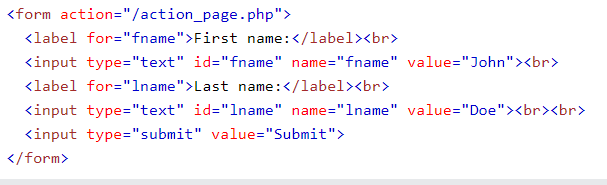 <form action="/action_page.php">
  <label for="fname">First name:</label><br>
  <input type="text" id="fname" name="fname" value="John"><br>
  <label for="lname">Last name:</label><br>
  <input type="text" id="lname" name="lname" value="Doe"><br><br>
  <input type="submit" value="Submit">
</form>